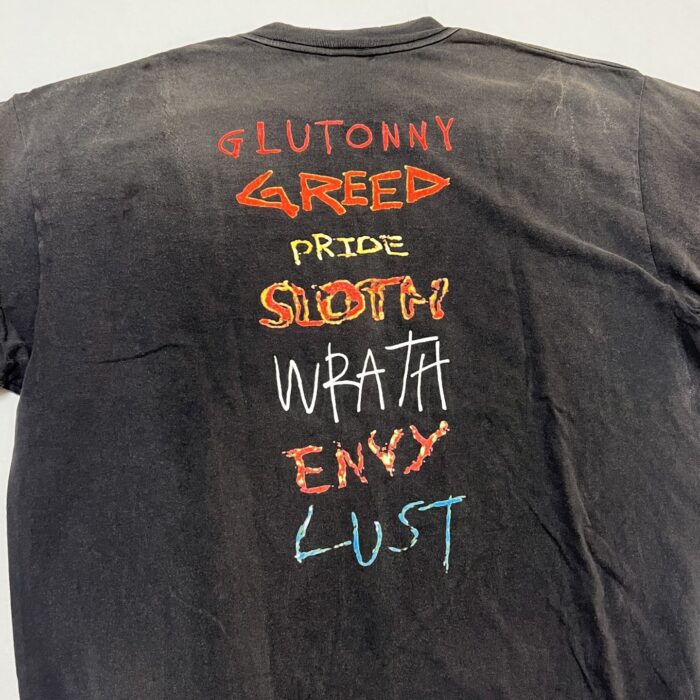 GLUTONNY
GREED
PRIDE
SLOTH
WRATH
ENVY
LUST